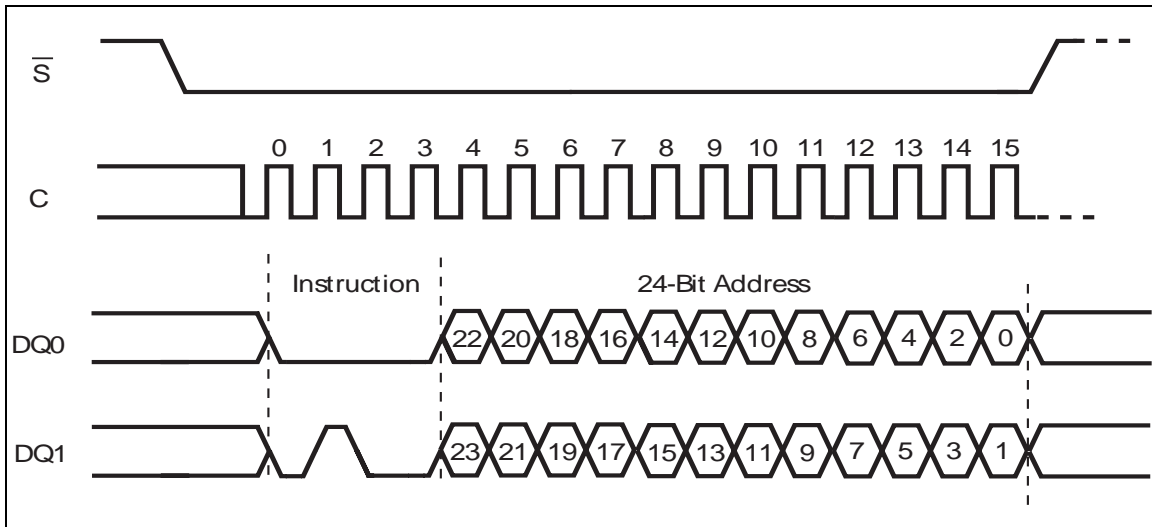 S
0 1 2 3 4 5 6 7 8 9 10 11 12 13 14 15
C
Instruction 24-Bit Address
DQ0 22 20 18 16 14 12 10 8 6 4 2 0
DQ1 23 21 19 17 15 13 11 9 7 5 3 1